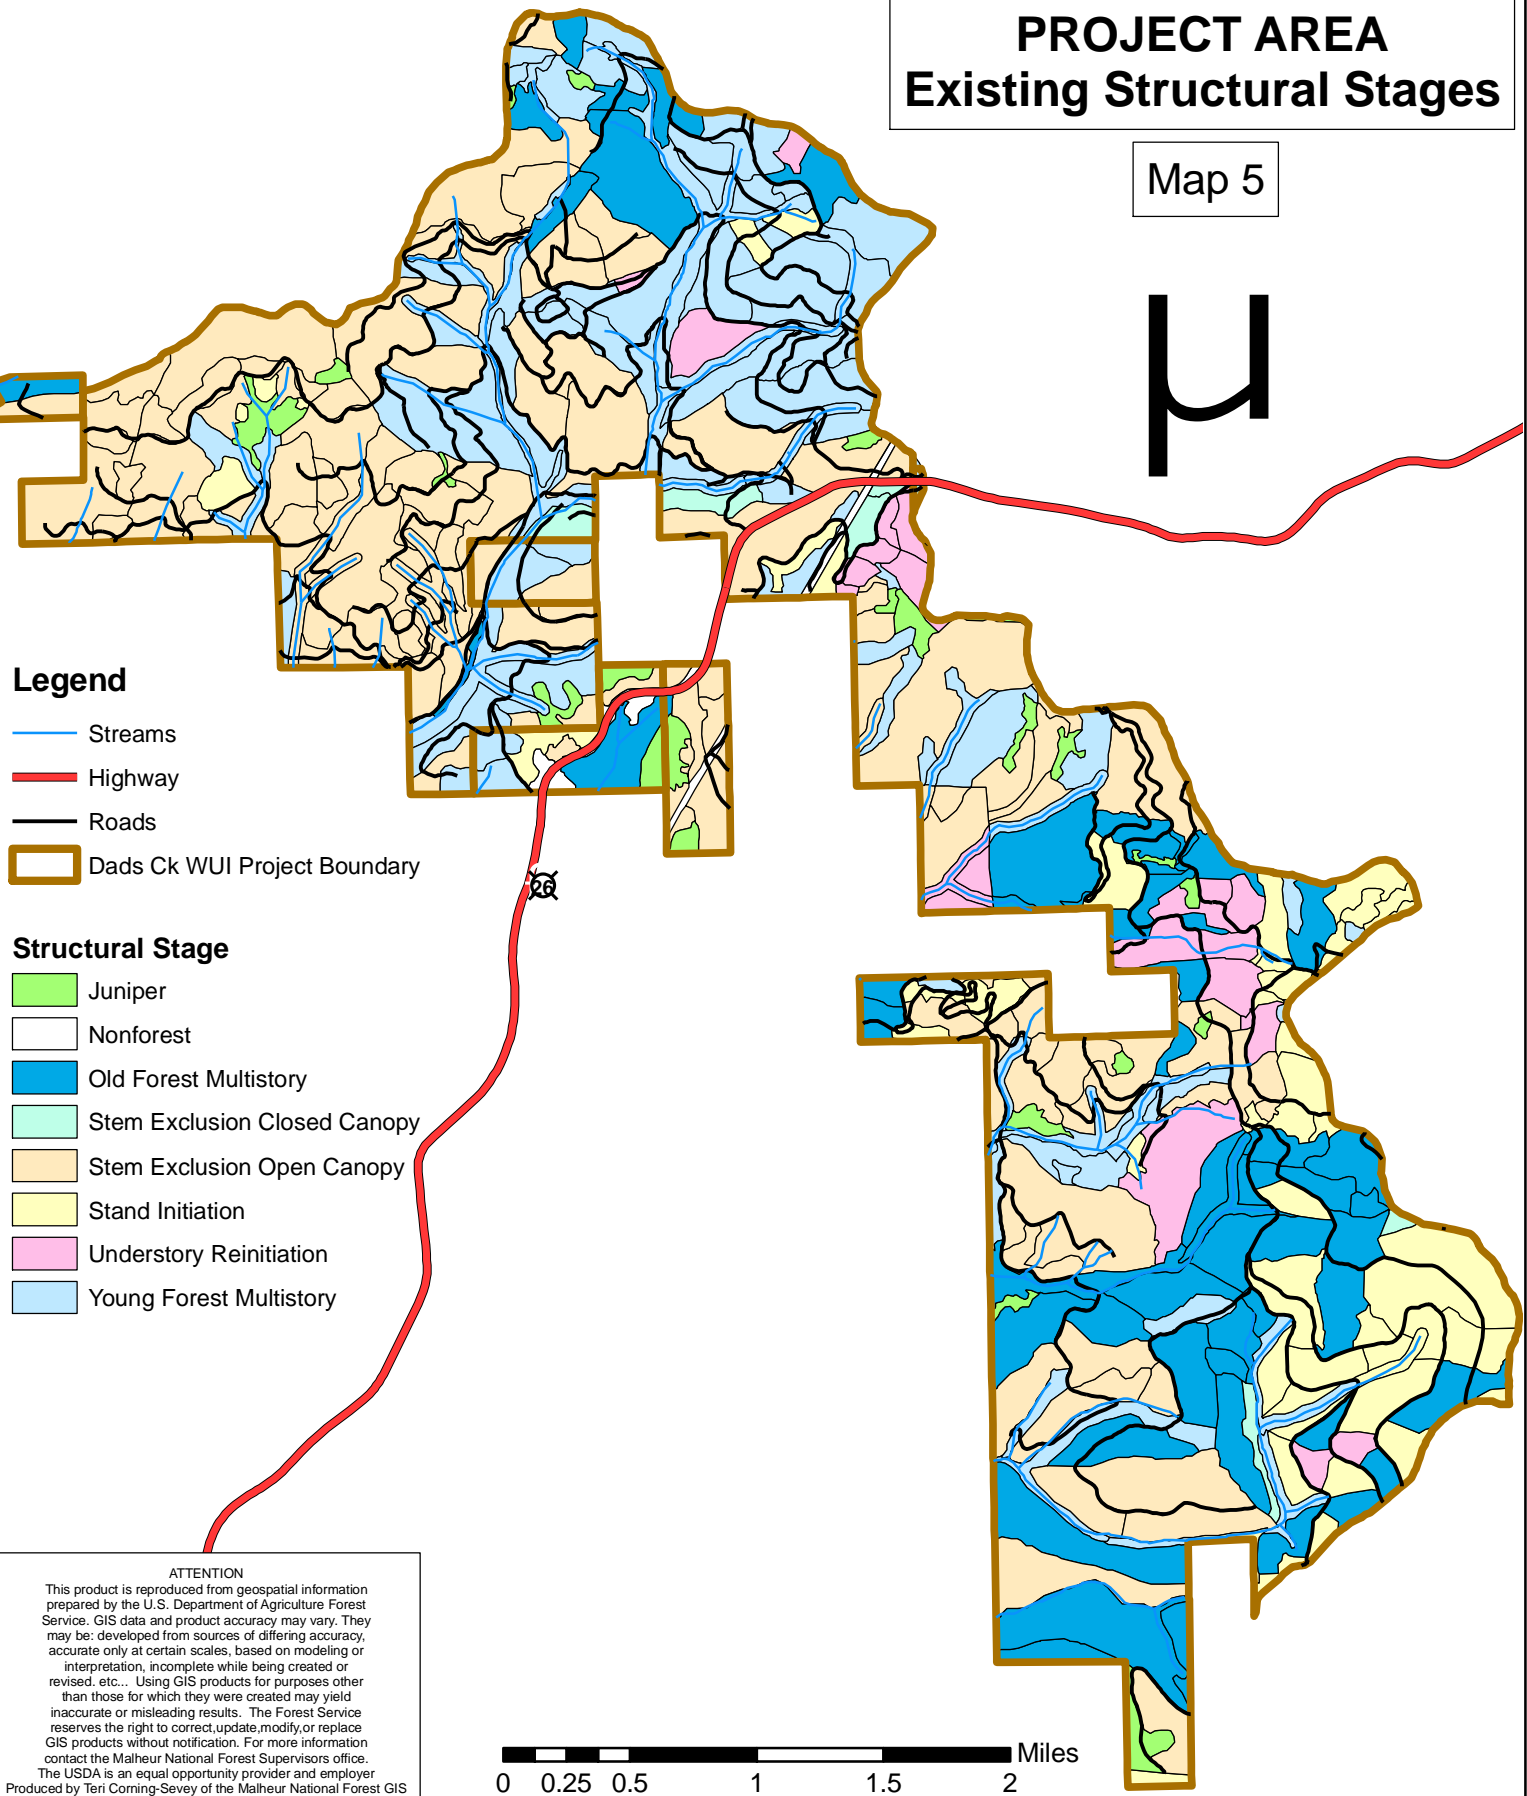 PROJECT AREA
Existing Structural Stages
Map 5
µ
Legend
Streams
Highway
Roads
Dads Ck WUI Project Boundary
26
Structural Stage
Juniper
Nonforest
Old Forest Multistory
Stem Exclusion Closed Canopy
Stem Exclusion Open Canopy
Stand Initiation
Understory Reinitiation
Young Forest Multistory
ATTENTION
This product is reproduced from geospatial information
prepared by the U.S. Department of Agriculture Forest
Service. GIS data and product accuracy may vary. They
may be: developed from sources of differing accuracy,
accurate only at certain scales, based on modeling or
interpretation, incomplete while being created or
revised. etc... Using GIS products for purposes other
than those for which they were created may yield
inaccurate or misleading results. The Forest Service
reserves the right to correct,update,modify,or replace
GIS products without notification. For more information
contact the Malheur National Forest Supervisors office.
The USDA is an equal opportunity provider and employer
Produced by Teri Corning-Sevey of the Malheur National Forest GIS
Miles
0 0.25 0.5 1 1.5 2